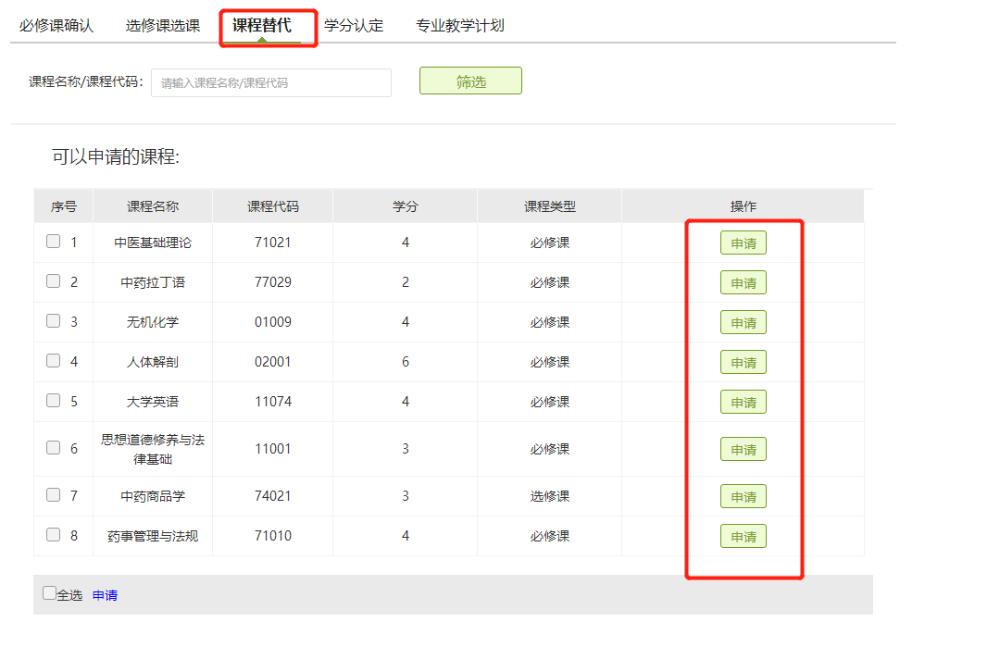 必修课确认 选修课选课 课程替代 学分认定 专业教学计划
课程名称/课程代码： 请输入课程名称/课程代码 筛选
可以申请的课程:
序号 课程名称 课程代码 学分 课程类型 操作
1 中医基础理论 71021 4 必修课 申请
2 中药拉丁语 77029 2 必修课 申请
3 无机化学 01009 4 必修课 申请
4 人体解剖 02001 6 必修课 申请
5 大学英语 11074 4 必修课 申请
6 思想道德修养与法 11001 3 必修课 申请
律基础
7 中药商品学 74021 3 选修课 申请
8 药事管理与法规 71010 4 必修课 申请
全选 申请